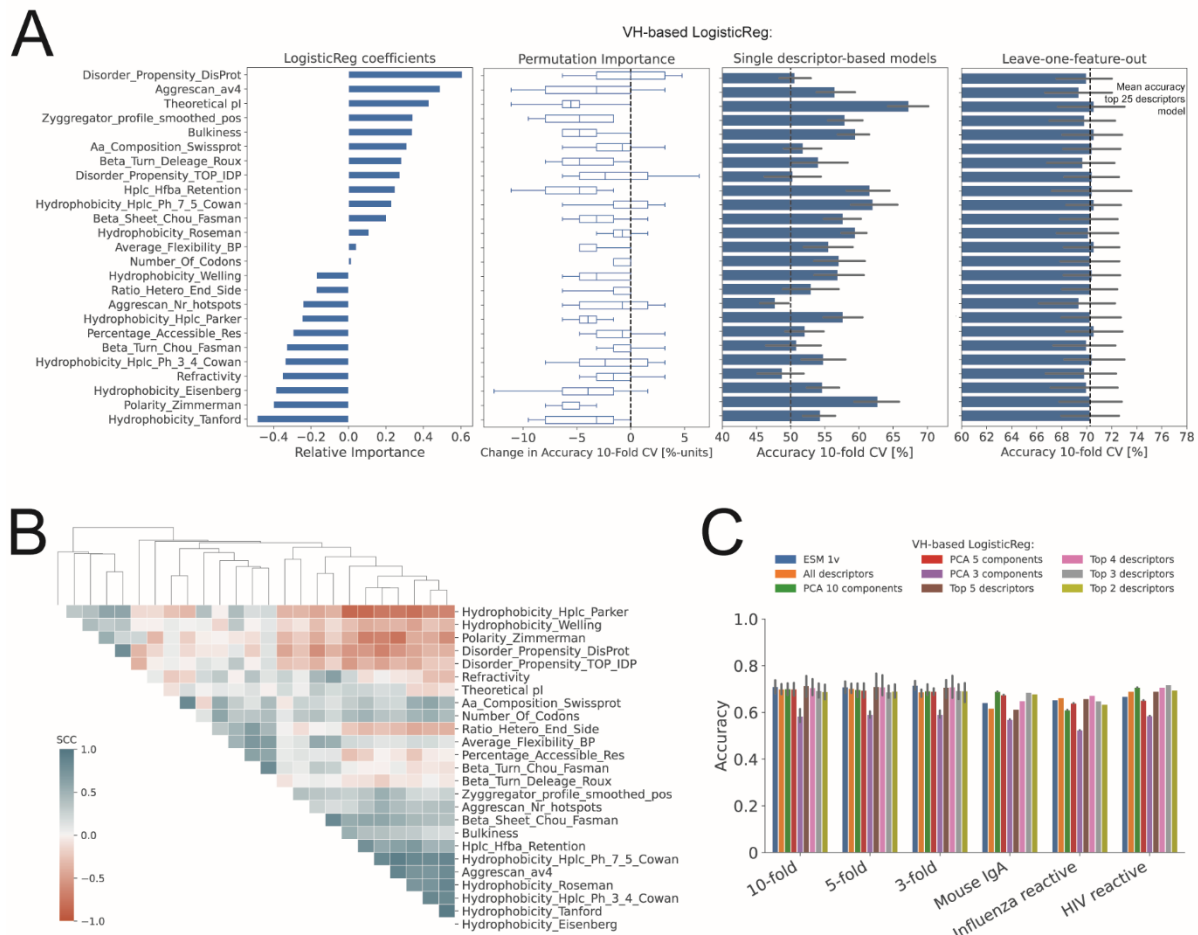 A
VH-based LogisticReg:
LogisticReg coefficients
Permutation Importance
Single descriptor-based models
Leave-one-feature-out
Disorder_Propensity_DisProt
Aggrescan_av4
Theoretical pI
Zyggregator_profile_smoothed_pos
Bulkiness
Aa_Composition_Swissprot
Beta_Turn_Deleage_Roux
Disorder_Propensity_TOP_IDP
Hplc_Hfba_Retention
Hydrophobicity_Hplc_Ph_7_5_Cowan
Beta_Sheet_Chou_Fasman
Hydrophobicity_Roseman
Average_Flexibility_BP
Number_Of_Codons
Hydrophobicity_Welling
Ratio_Hetero_End_Side
Aggrescan_Nr_hotspots
Hydrophobicity_Hplc_Parker
Percentage_Accessible_Res
Beta_Turn_Chou_Fasman
Hydrophobicity_Hplc_Ph_3_4_Cowan
Refractivity
Hydrophobicity_Eisenberg
Polarity_Zimmerman
Hydrophobicity_Tanford
Mean accuracy
top 25 descriptors
model
−0.4 −0.2 0.0 0.2 0.4 0.6
Relative Importance
−10 −5 0 5
Change in Accuracy 10-Fold CV [%-units]
40 50 60 70
Accuracy 10-fold CV [%]
60 62 64 66 68 70 72 74 76 78
Accuracy 10-fold CV [%]
B
Hydrophobicity_Hplc_Parker
Hydrophobicity_Welling
Polarity_Zimmerman
Disorder_Propensity_DisProt
Disorder_Propensity_TOP_IDP
Refractivity
Theoretical pI
Aa_Composition_Swissprot
Number_Of_Codons
Ratio_Hetero_End_Side
Average_Flexibility_BP
Percentage_Accessible_Res
Beta_Turn_Chou_Fasman
Beta_Turn_Deleage_Roux
Zyggregator_profile_smoothed_pos
Aggrescan_Nr_hotspots
Beta_Sheet_Chou_Fasman
Bulkiness
Hplc_Hfba_Retention
Hydrophobicity_Hplc_Ph_7_5_Cowan
Aggrescan_av4
Hydrophobicity_Roseman
Hydrophobicity_Hplc_Ph_3_4_Cowan
Hydrophobicity_Tanford
Hydrophobicity_Eisenberg
SCC
1.0
0.5
0.0
−0.5
−1.0
C
VH-based LogisticReg:
ESM 1v
All descriptors
PCA 10 components
PCA 5 components
PCA 3 components
Top 5 descriptors
Top 4 descriptors
Top 3 descriptors
Top 2 descriptors
Accuracy
1.0
0.8
0.6
0.4
0.2
0
10-fold
5-fold
3-fold
Mouse IgA
Influenza reactive
HIV reactive